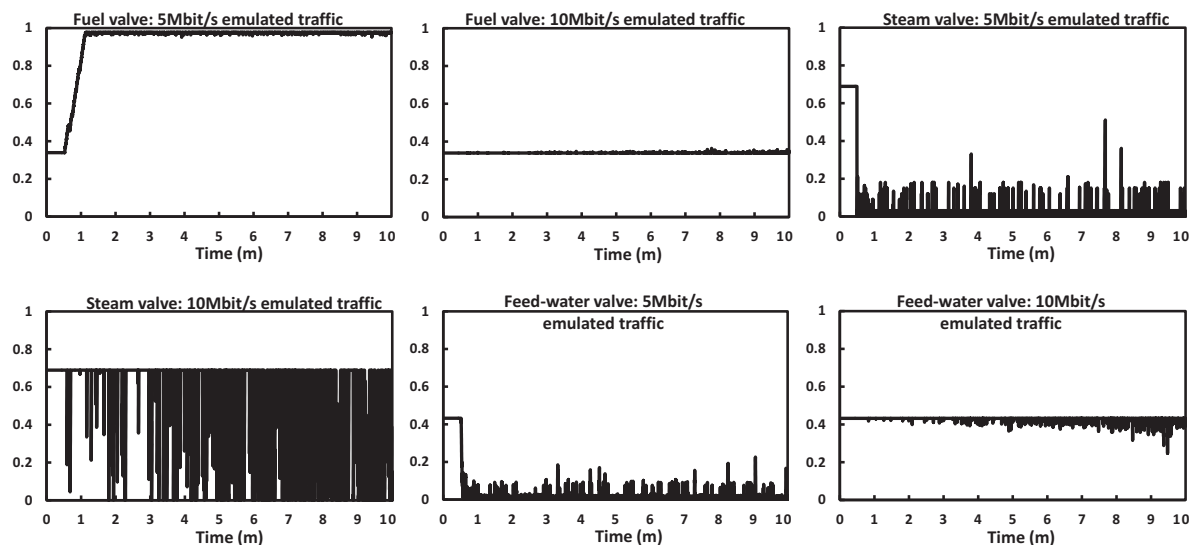 Fuel valve: 5Mbit/s emulated traffic
1
0.8
0.6
0.4
0.2
0
0 1 2 3 4 5 6 7 8 9 10
Time (m)
Fuel valve: 10Mbit/s emulated traffic
1
0.8
0.6
0.4
0.2
0
0 1 2 3 4 5 6 7 8 9 10
Time (m)
Steam valve: 5Mbit/s emulated traffic
1
0.8
0.6
0.4
0.2
0
0 1 2 3 4 5 6 7 8 9 10
Time (m)
Steam valve: 10Mbit/s emulated traffic
1
0.8
0.6
0.4
0.2
0
0 1 2 3 4 5 6 7 8 9 10
Time (m)
Feed-water valve: 5Mbit/s
emulated traffic
1
0.8
0.6
0.4
0.2
0
0 1 2 3 4 5 6 7 8 9 10
Time (m)
Feed-water valve: 10Mbit/s
emulated traffic
1
0.8
0.6
0.4
0.2
0
0 1 2 3 4 5 6 7 8 9 10
Time (m)